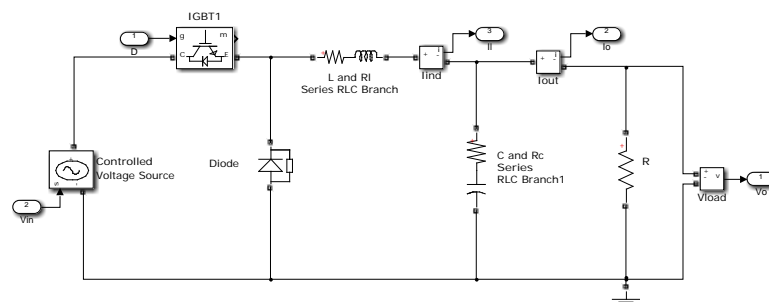 IGBT1
1
D
g
m
C
E
L and Rl
Series RLC Branch
+
-
i
Iind
3
Il
+
-
i
Iout
2
Io
Controlled
Voltage Source
s
-
2
Vin
Diode
+
C and Rc
Series
RLC Branch1
+
R
+
-
v
Vload
1
Vo